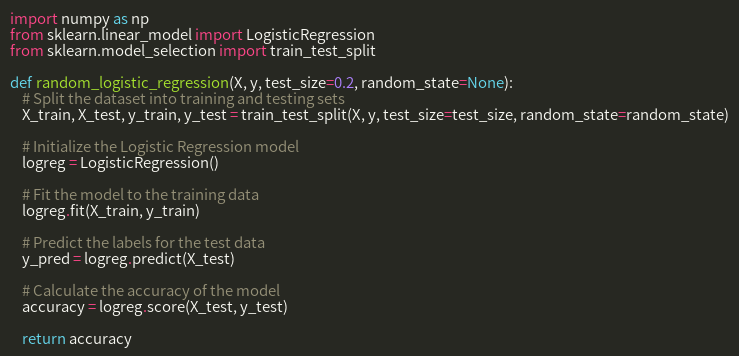 import numpy as np
from sklearn.linear_model import LogisticRegression
from sklearn.model_selection import train_test_split
def random_logistic_regression(X, y, test_size=0.2, random_state=None):
# Split the dataset into training and testing sets
X_train, X_test, y_train, y_test = train_test_split(X, y, test_size=test_size, random_state=random_state)
# Initialize the Logistic Regression model
logreg = LogisticRegression()
# Fit the model to the training data
logreg.fit(X_train, y_train)
# Predict the labels for the test data
y_pred = logreg.predict(X_test)
# Calculate the accuracy of the model
accuracy = logreg.score(X_test, y_test)
return accuracy